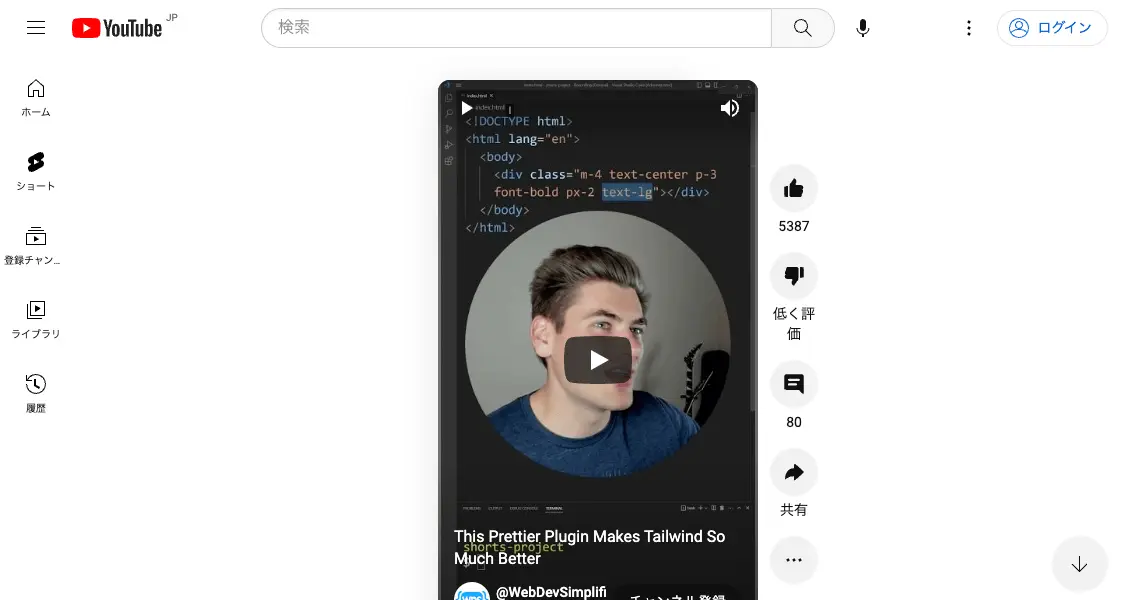 YouTube JP
検索
ログイン
ホーム
ショート
登録チャン...
ライブラリ
履歴
index.html
index.html
<!DOCTYPE html>
<html lang="en">
<body>
<div class="m-4 text-center p-3
font-bold px-2 text-lg"></div>
</body>
</html>
TERMINAL
shorts-project
This Prettier Plugin Makes Tailwind So
Much Better
@WebDevSimplifi
チャンネル登録
5387
低く評
価
80
共有